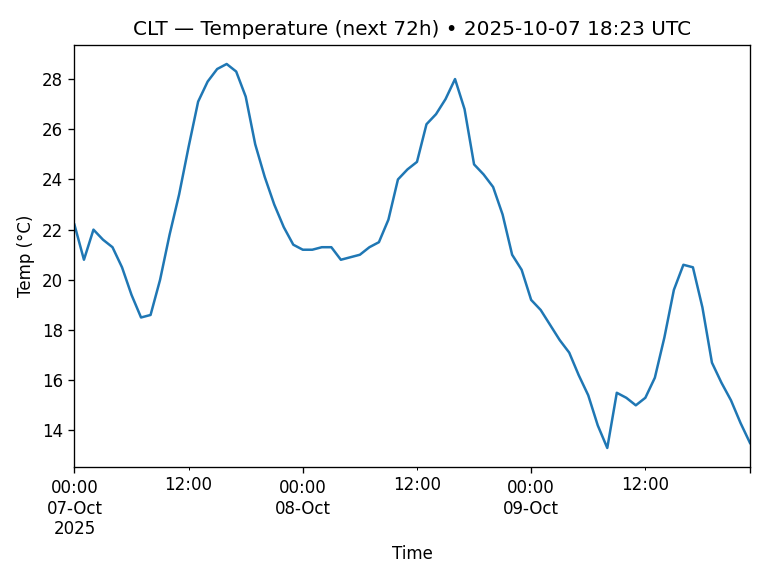 CLT — Temperature (next 72h) • 2025-10-07 18:23 UTC
Temp (°C)
28
26
24
22
20
18
16
14
00:00 12:00 00:00 12:00 00:00 12:00
07-Oct 08-Oct 09-Oct
2025
Time